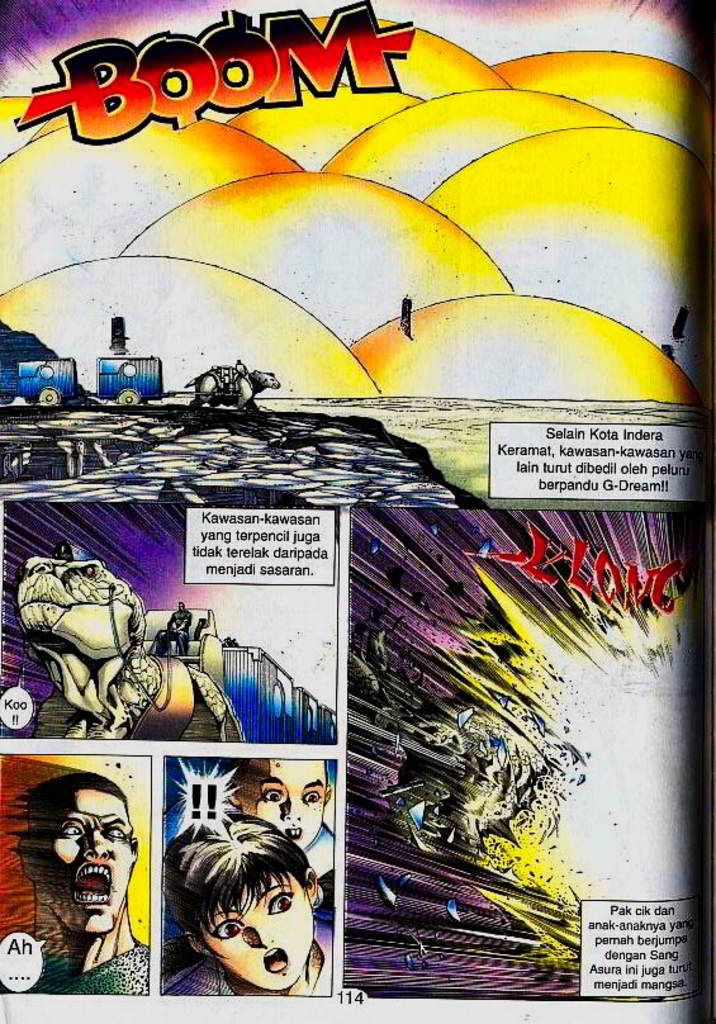 BOOM
Selain Kota Indera
Keramat, kawasan-kawasan yang
lain turut dibedil oleh peluru
berpandu G-Dream!!
Kawasan-kawasan
yang terpencil juga
tidak terelak daripada
menjadi sasaran.
KLONG
Koo
!!
!!
Ah
....
Pak cik dan
anak-anaknya yang
pernah berjumpa
dengan Sang
Asura ini juga turut
menjadi mangsa.
114